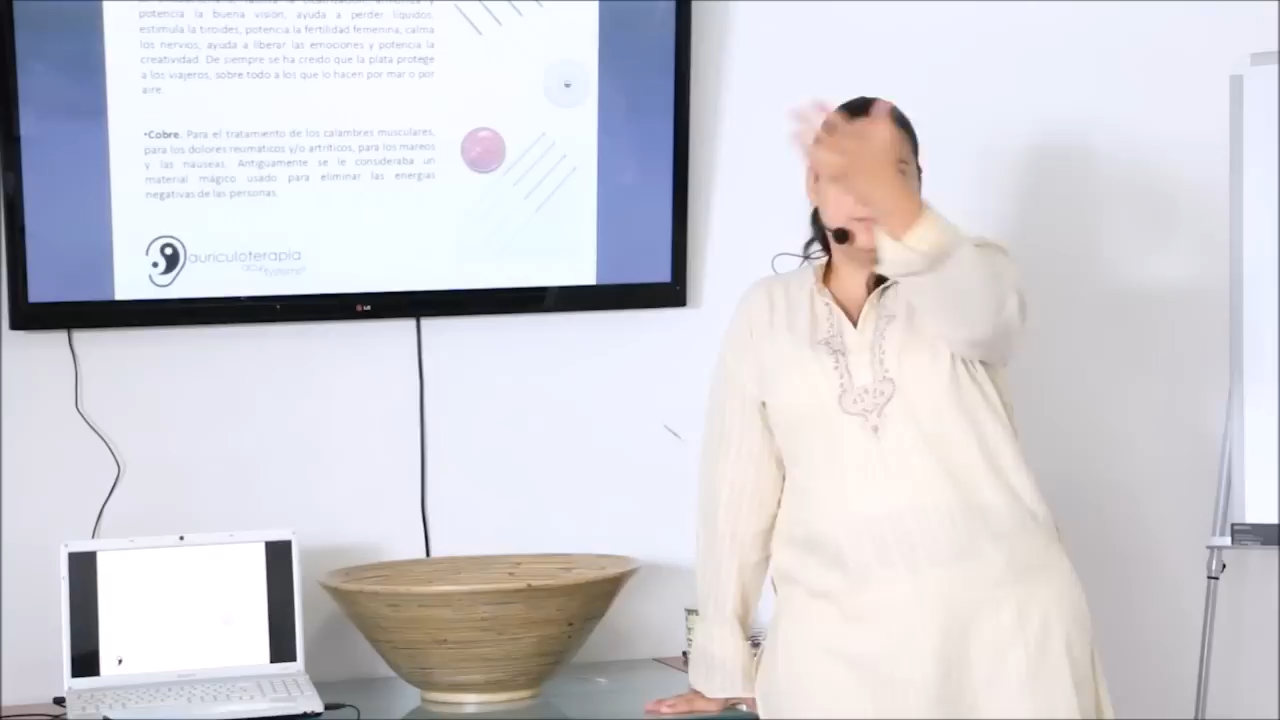 potencia la buena visión, ayuda a perder líquidos,
estimula la tiroides, potencia la fertilidad femenina, calma
los nervios, ayuda a liberar las emociones y potencia la
creatividad. De siempre se ha creido que la plata protege
a los viajeros, sobre todo a los que lo hacen por mar o por
aire.
•Cobre. Para el tratamiento de los calambres musculares,
para los dolores reumaticos y/o artríticos, para los mareos
y las nauseas. Antiguamente se le consideraba un
material mágico usado para eliminar las energias
negativas de las personas.
auriculoterapia
LG